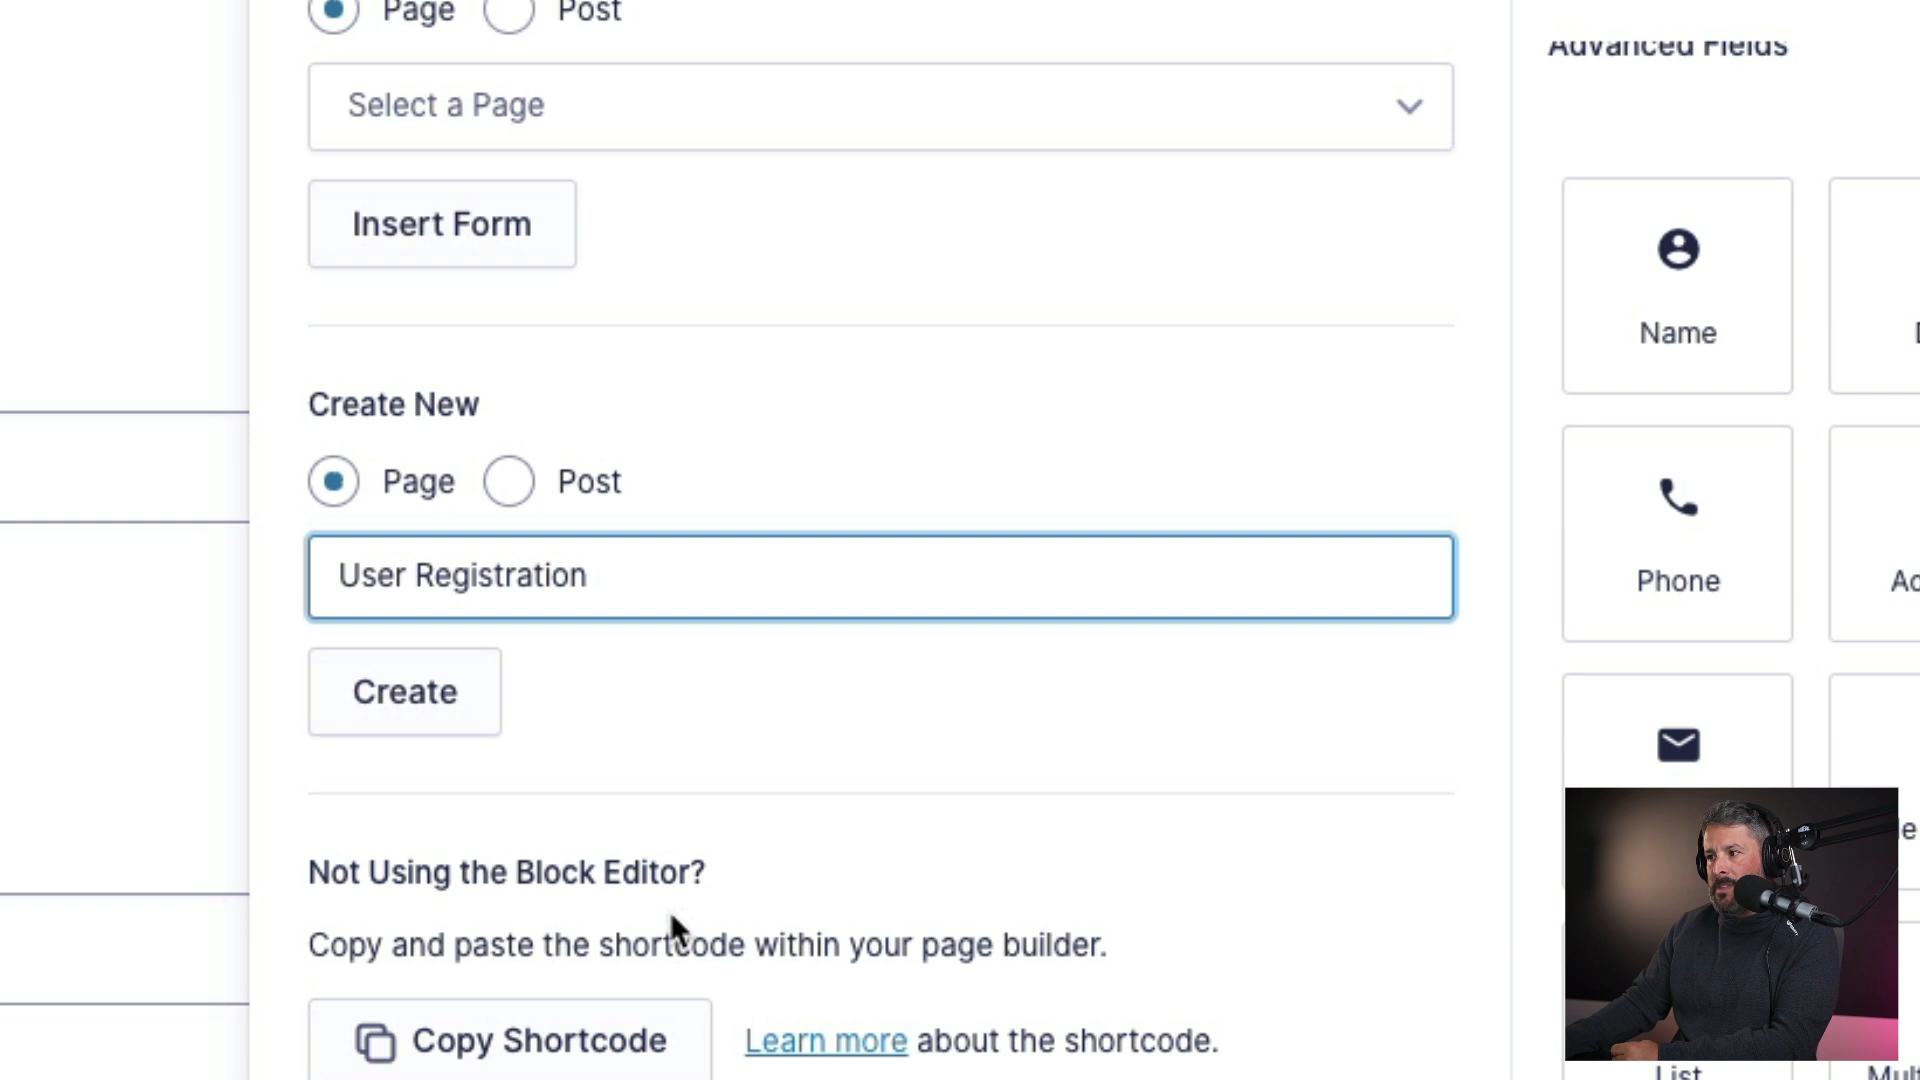 Page Post
Advanced Fields
Select a Page
Insert Form
Name
Create New
Page Post
Phone
User Registration
Create
Not Using the Block Editor?
Copy and paste the shortcode within your page builder.
Copy Shortcode Learn more about the shortcode.
List